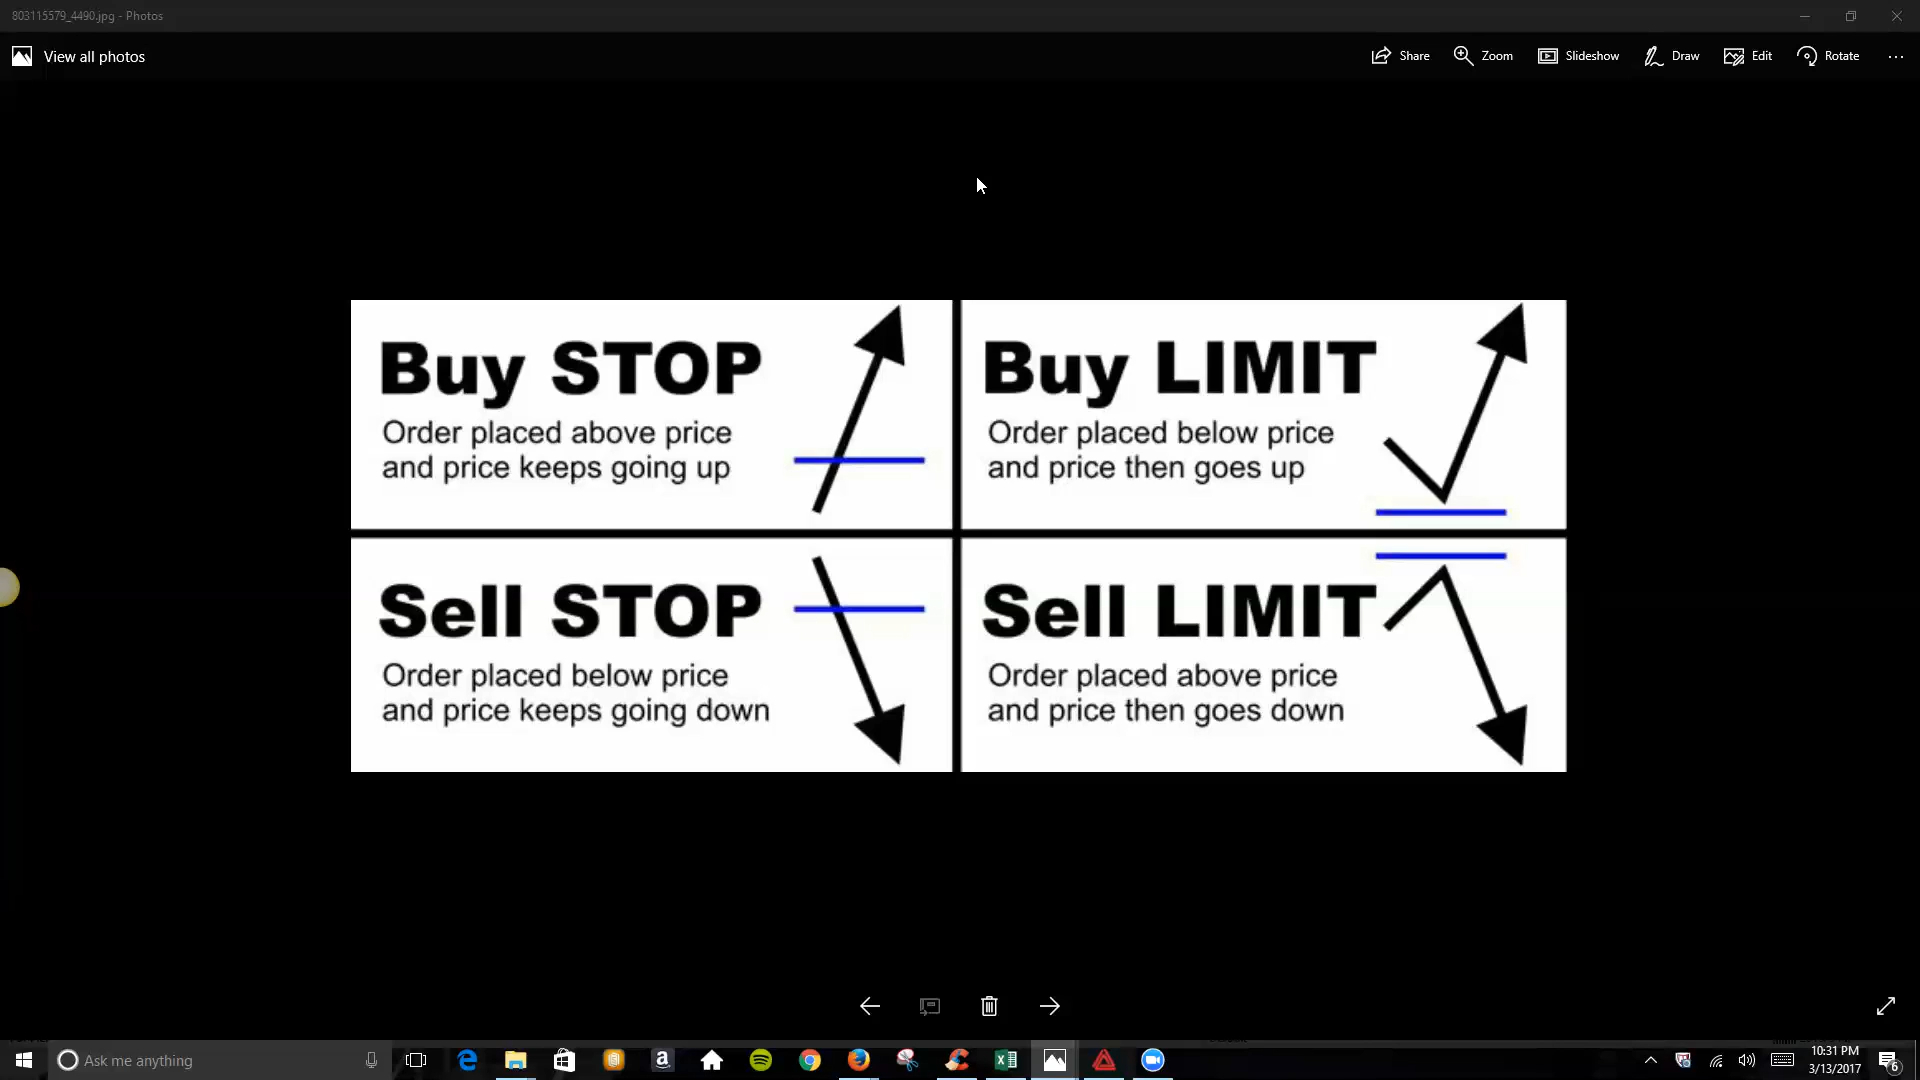 803115579_4490.jpg - Photos
View all photos
Share
Zoom
Slideshow
Draw
Edit
Rotate
Buy STOP
Order placed above price
and price keeps going up
Buy LIMIT
Order placed below price
and price then goes up
Sell STOP
Order placed below price
and price keeps going down
Sell LIMIT
Order placed above price
and price then goes down
Ask me anything
10:31 PM
3/13/2017
6